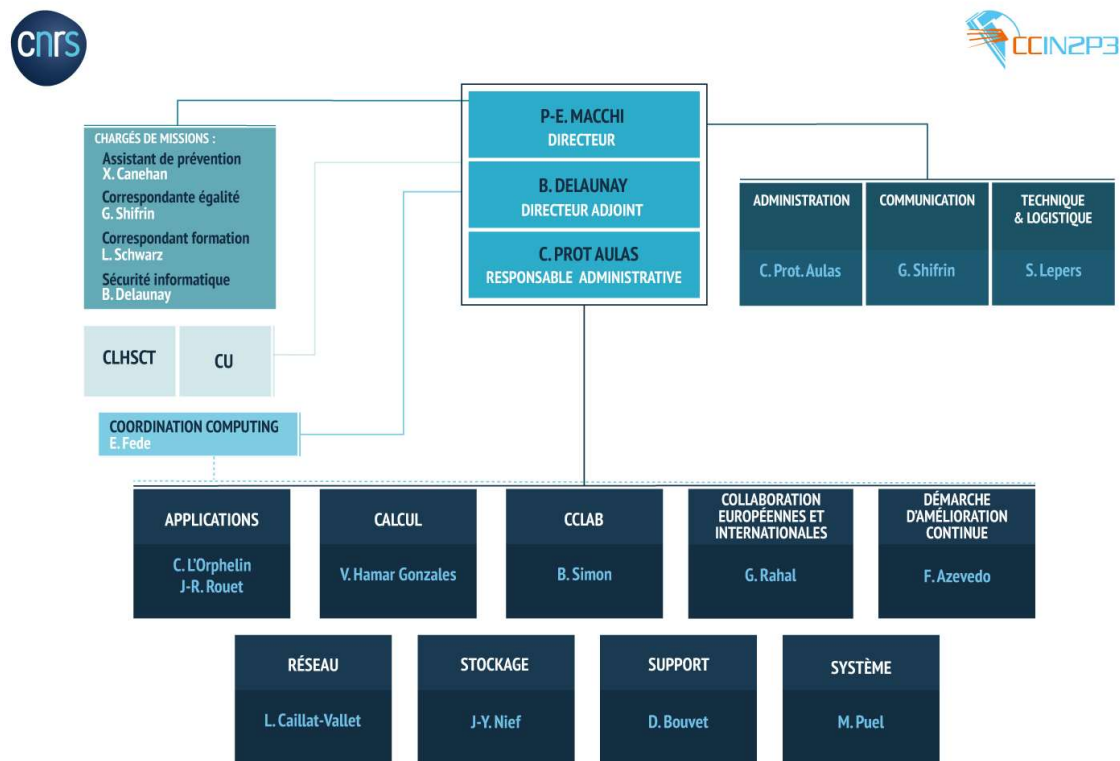 cnrs
CCIN2P3
P-E. MACCHI
DIRECTEUR
B. DELAUNAY
DIRECTEUR ADJOINT
C. PROT AULAS
RESPONSABLE ADMINISTRATIVE
CHARGÉS DE MISSIONS :
Assistant de prévention
X. Canehan
Correspondante égalité
G. Shifrin
Correspondant formation
L. Schwarz
Sécurité informatique
B. Delaunay
ADMINISTRATION
C. Prot. Aulas
COMMUNICATION
G. Shifrin
TECHNIQUE
& LOGISTIQUE
S. Lepers
CLHSCT
CU
COORDINATION COMPUTING
E. Fede
APPLICATIONS
C. L'Orphelin
J-R. Rouet
CALCUL
V. Hamar Gonzales
CCLAB
B. Simon
COLLABORATION
EUROPÉENNES ET
INTERNATIONALES
G. Rahal
DÉMARCHE
D'AMÉLIORATION
CONTINUE
F. Azevedo
RÉSEAU
L. Caillat-Vallet
STOCKAGE
J-Y. Nief
SUPPORT
D. Bouvet
SYSTÈME
M. Puel